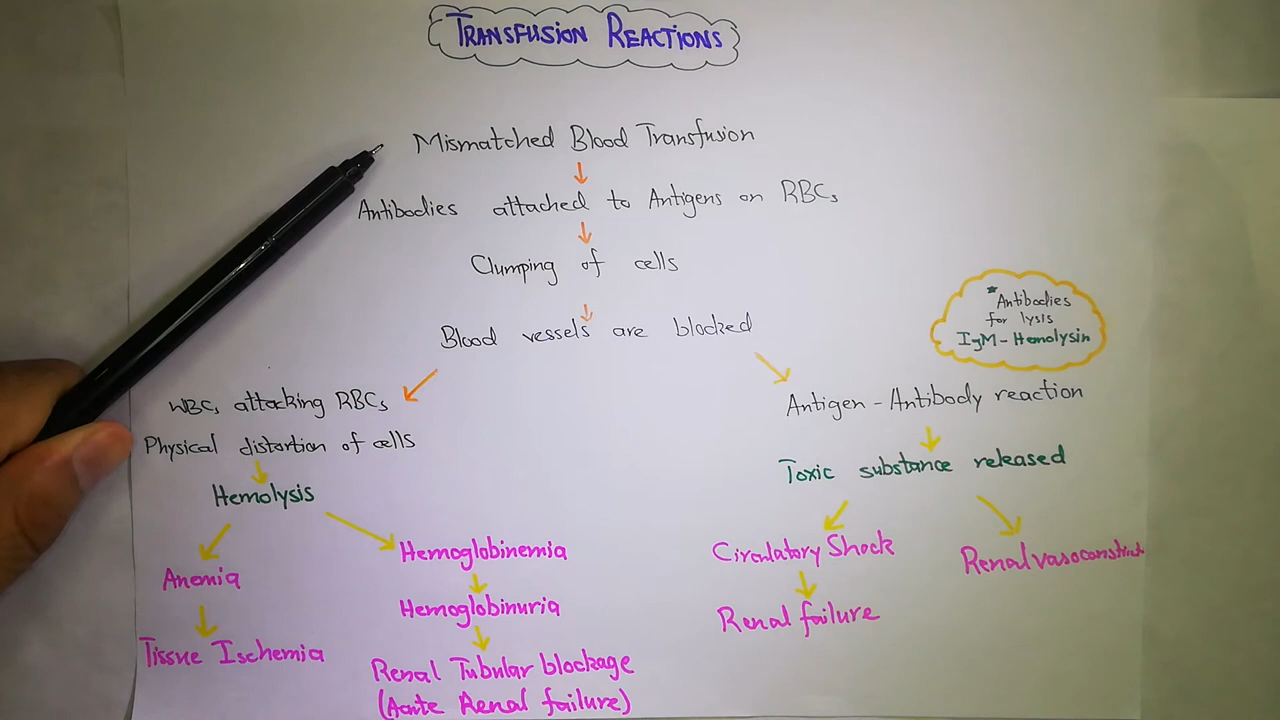 TRANSFUSION REACTIONS
Mismatched Blood Transfusion
Antibodies attached to Antigens on RBCs
Clumping of cells
Blood vessels are blocked
* Antibodies
for lysis
IgM - Hemolysin
WBCs attacking RBCs
Physical distortion of cells
Hemolysis
Anemia
Tissue Ischemia
Hemoglobinemia
Hemoglobinuria
Renal Tubular blockage
(Acute Renal failure)
Antigen - Antibody reaction
Toxic substance released
Circulatory Shock
Renal failure
Renal vasoconstrict